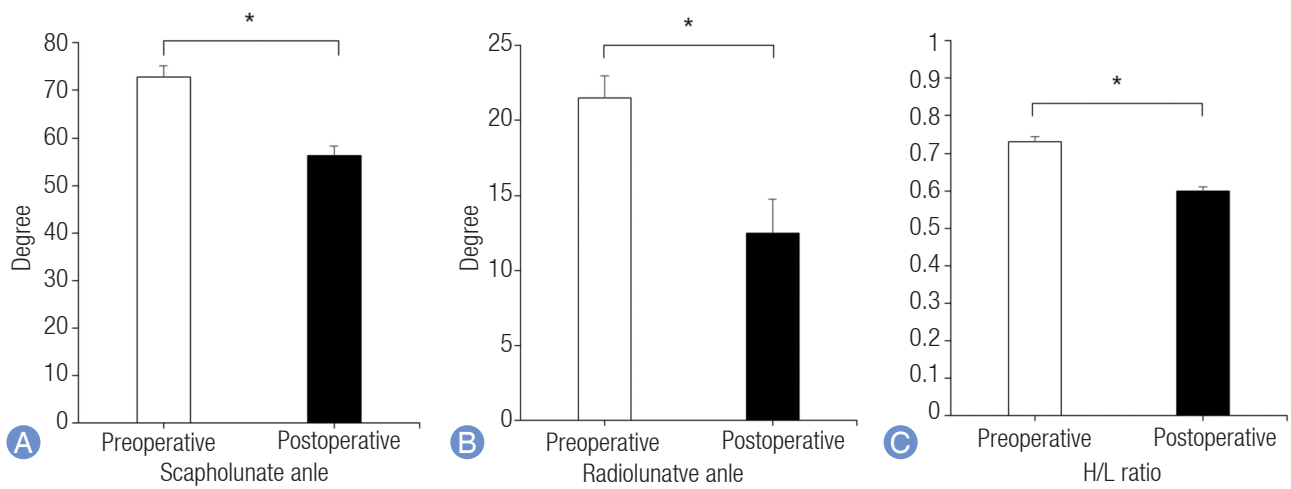 *
80
70
60
50
40
30
20
10
0
Degree
Preoperative Postoperative
Scapholunate anle
A
*
25
20
15
10
5
0
Degree
Preoperative Postoperative
Radiolunatve anle
B
*
1
0.9
0.8
0.7
0.6
0.5
0.4
0.3
0.2
0.1
0
Preoperative Postoperative
H/L ratio
C